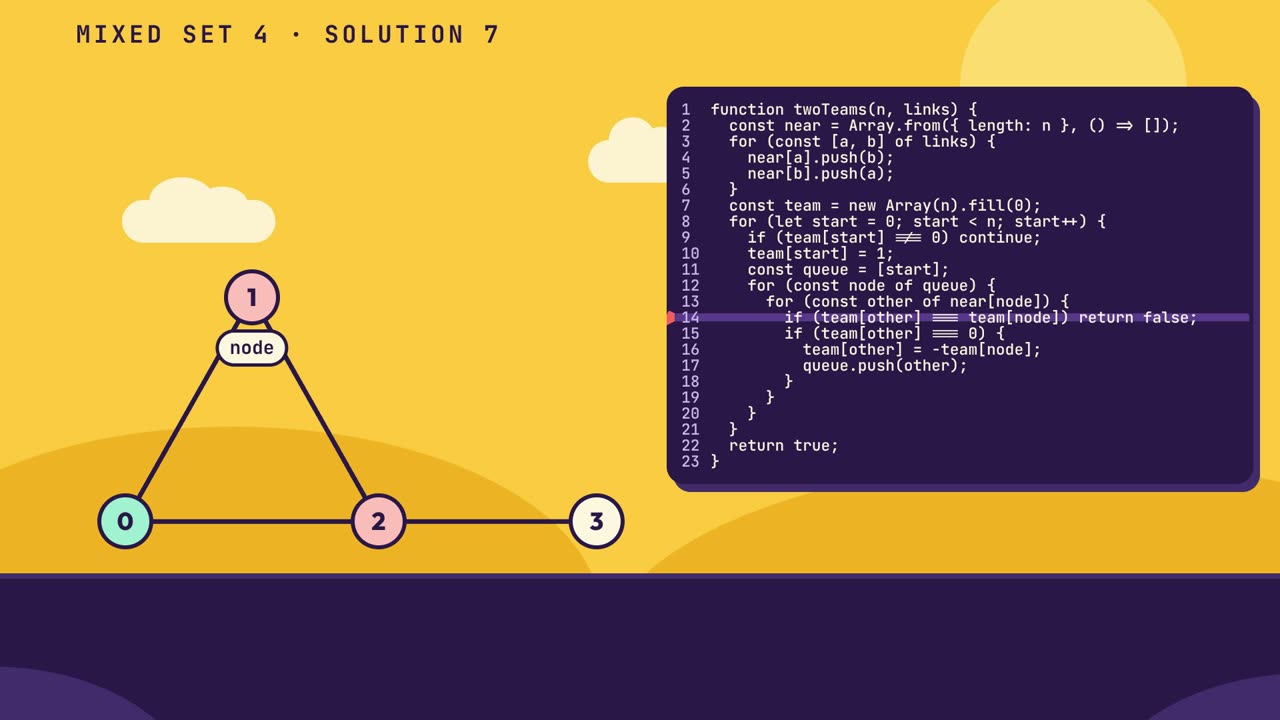 MIXED SET 4 · SOLUTION 7
1 function twoTeams(n, links) {
2   const near = Array.from({ length: n }, () => []);
3   for (const [a, b] of links) {
4     near[a].push(b);
5     near[b].push(a);
6   }
7   const team = new Array(n).fill(0);
8   for (let start = 0; start < n; start++) {
9     if (team[start] !== 0) continue;
10     team[start] = 1;
11     const queue = [start];
12     for (const node of queue) {
13       for (const other of near[node]) {
14         if (team[other] === team[node]) return false;
15         if (team[other] === 0) {
16           team[other] = -team[node];
17           queue.push(other);
18         }
19       }
20     }
21   }
22   return true;
23 }
1
node
0
2
3